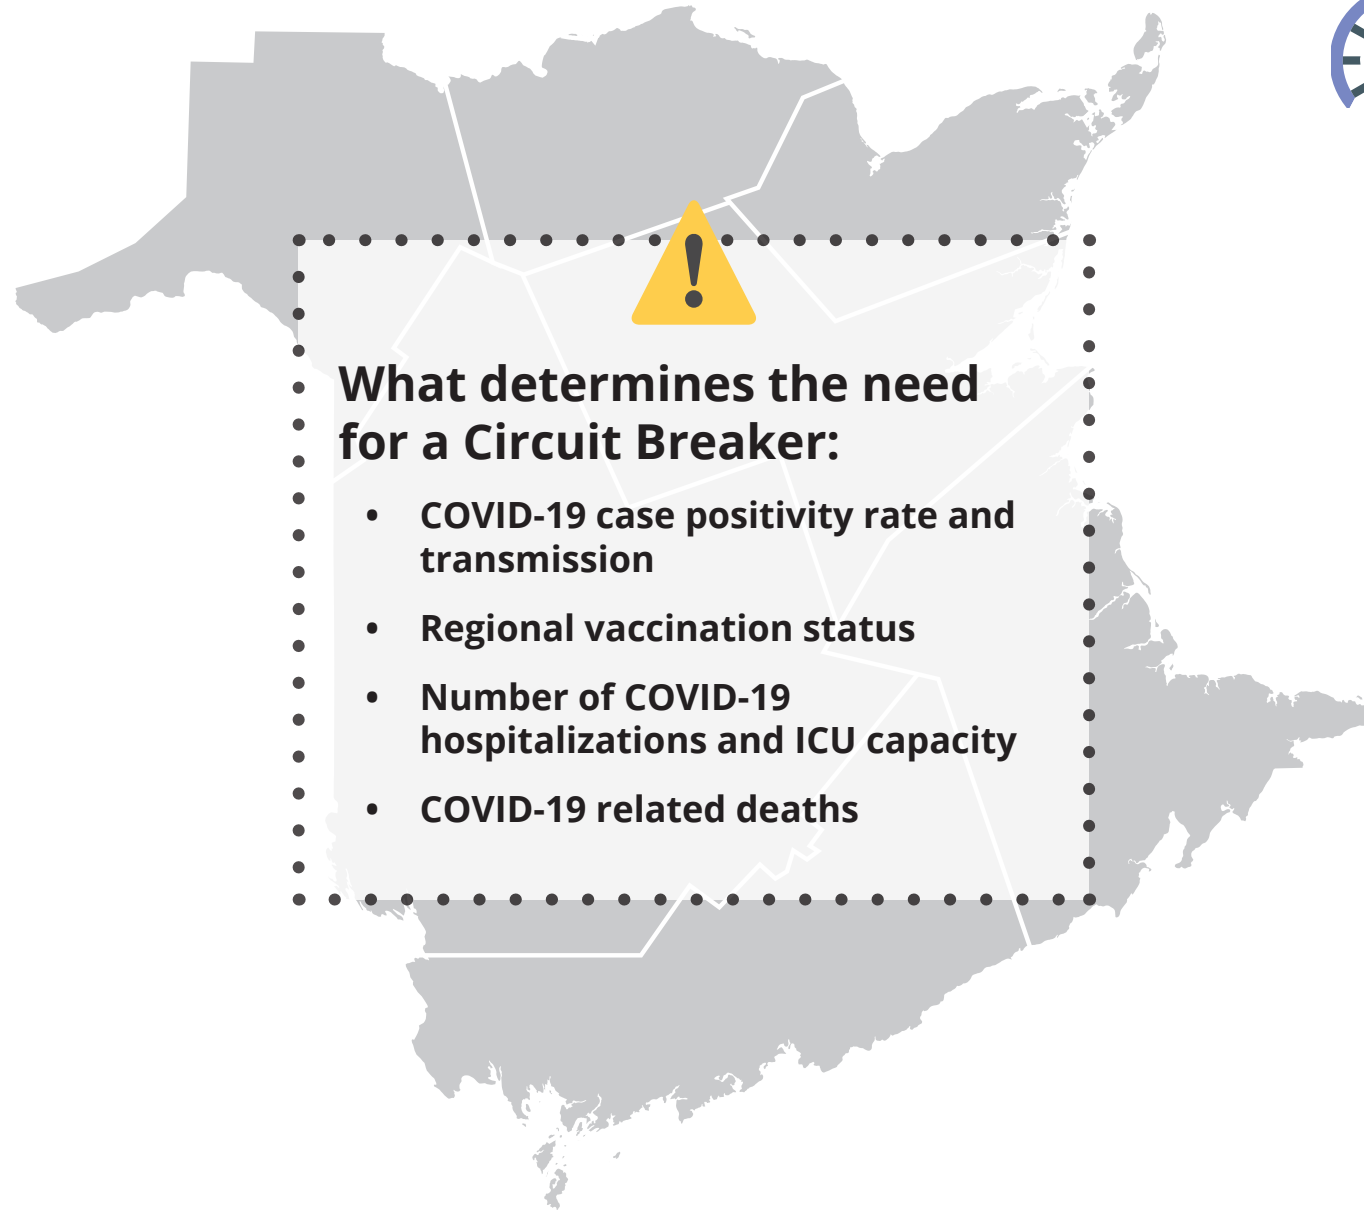 What determines the need
for a Circuit Breaker:
• COVID-19 case positivity rate and
transmission
• Regional vaccination status
• Number of COVID-19
hospitalizations and ICU capacity
• COVID-19 related deaths